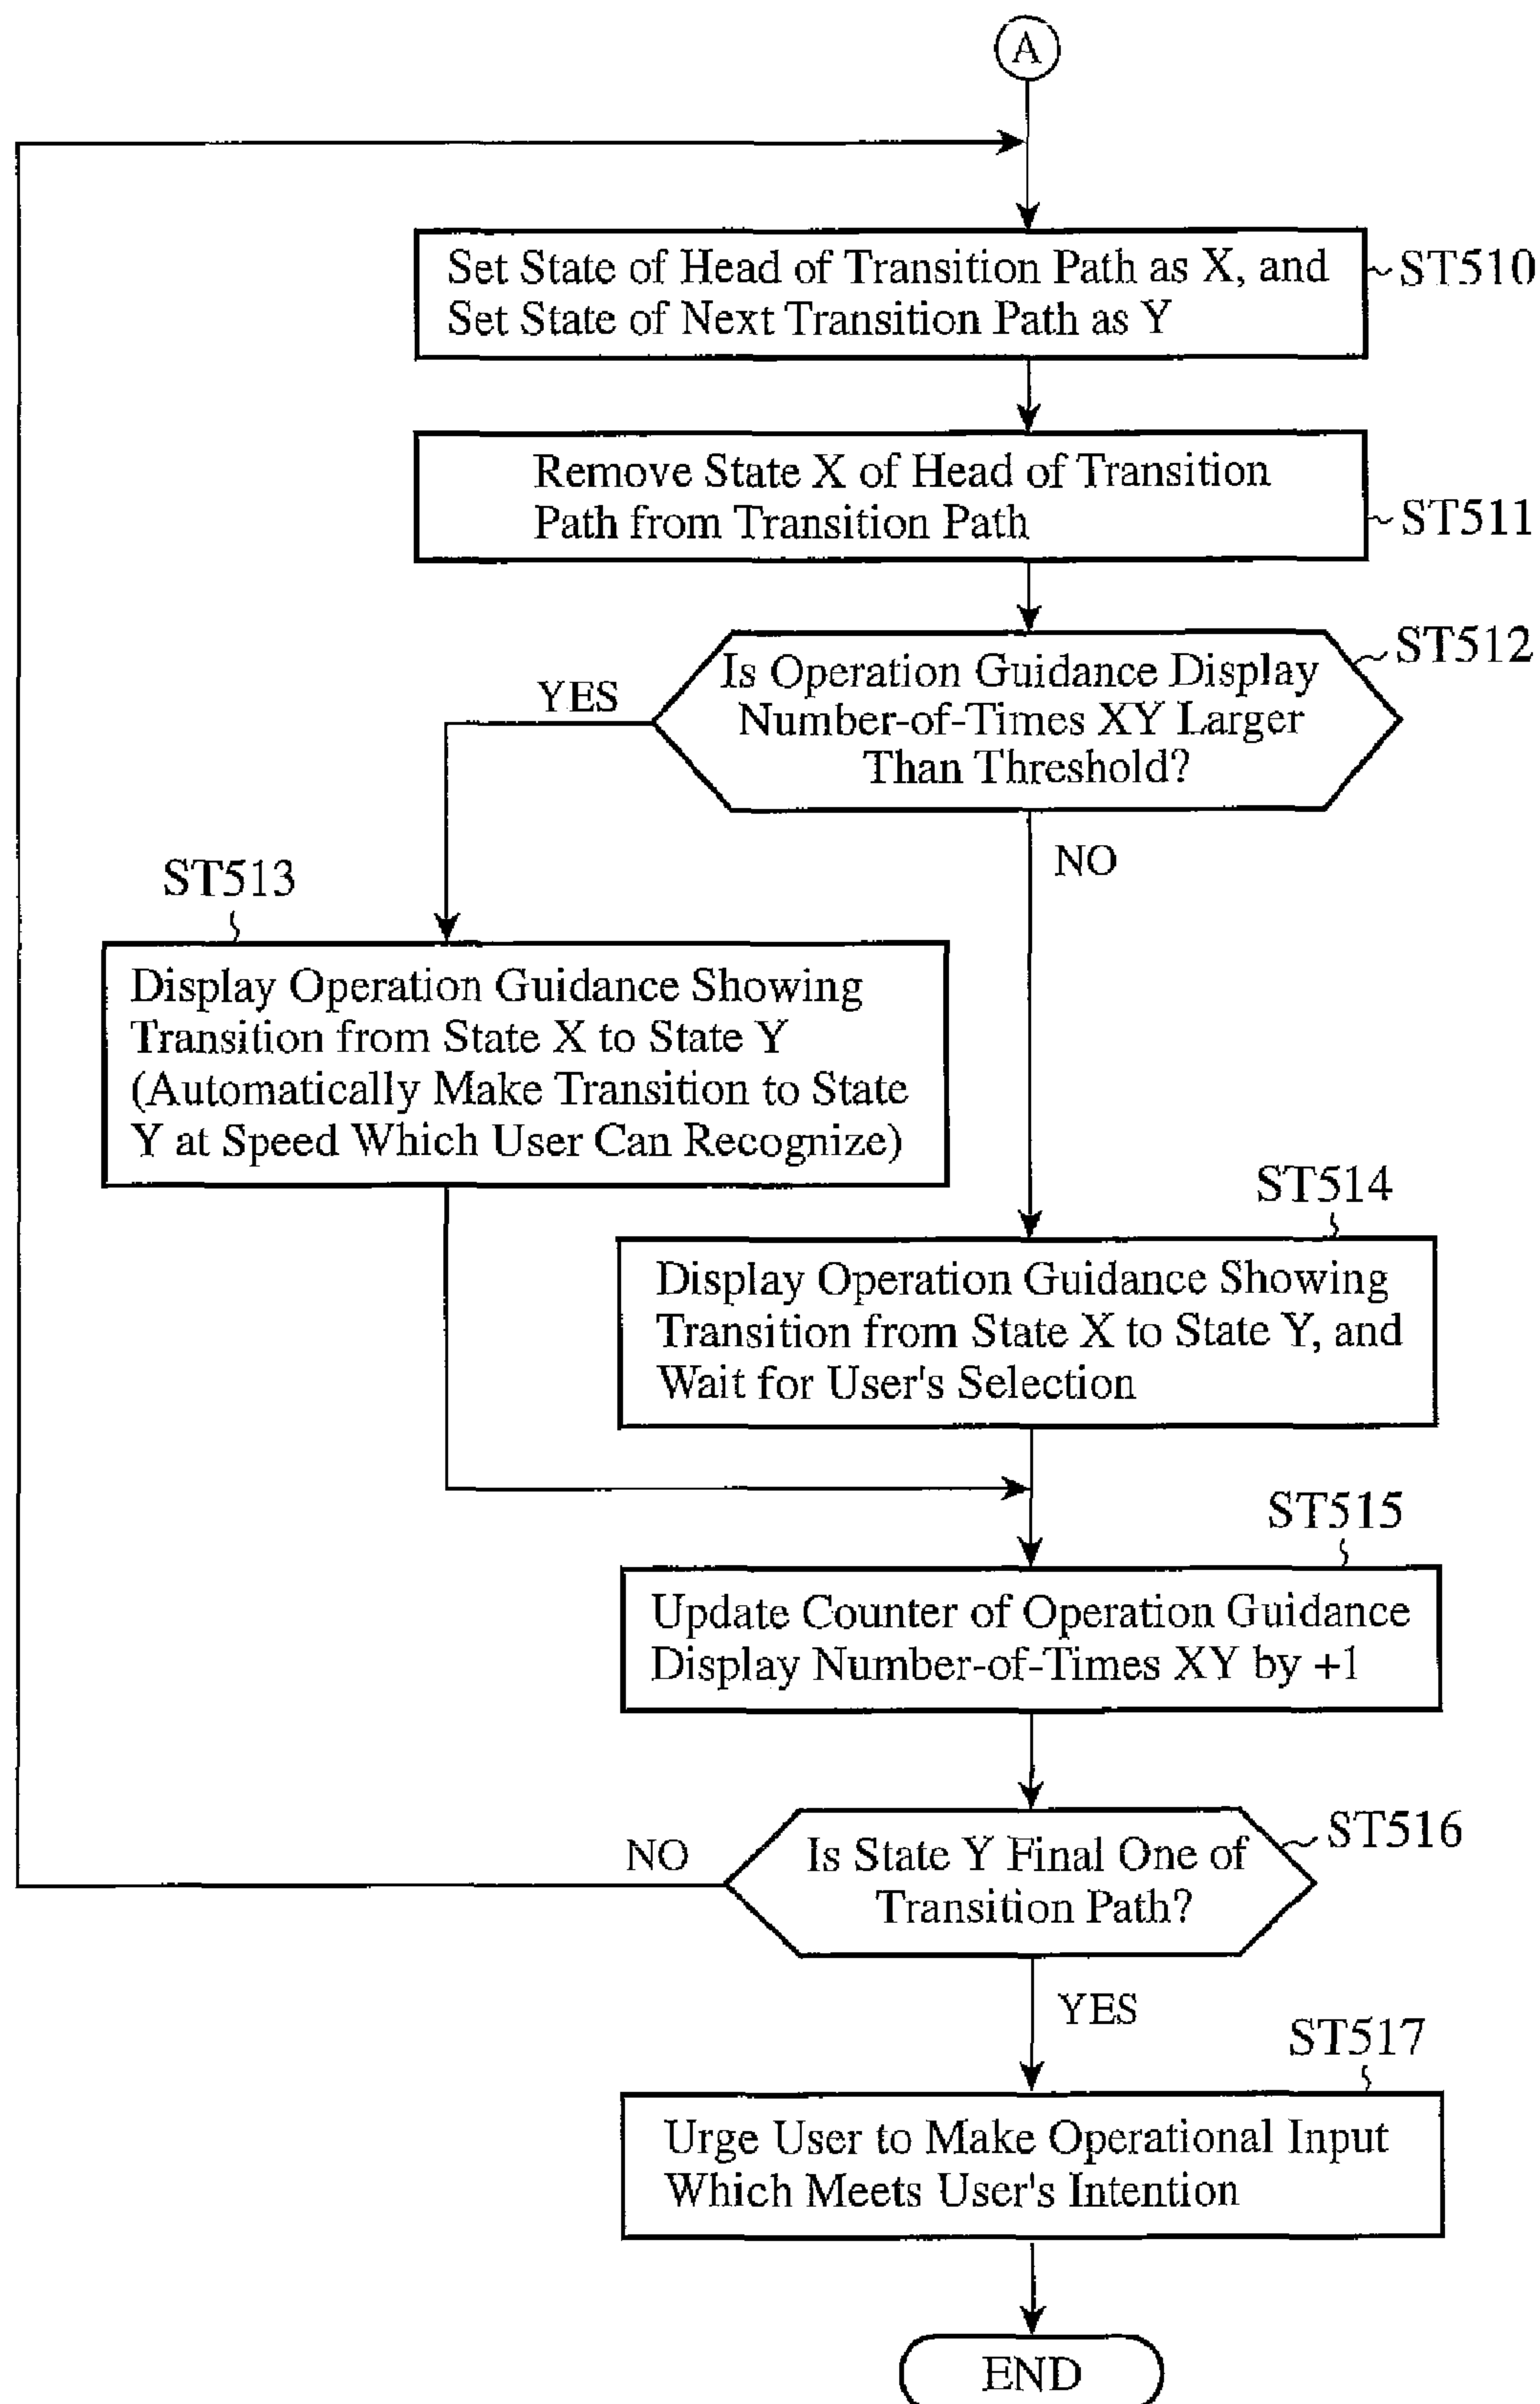 A
Set State of Head of Transition Path as X, and
Set State of Next Transition Path as Y
ST510
Remove State X of Head of Transition
Path from Transition Path
ST511
Is Operation Guidance Display
Number-of-Times XY Larger
Than Threshold?
ST512
YES
NO
ST513
Display Operation Guidance Showing
Transition from State X to State Y
(Automatically Make Transition to State
Y at Speed Which User Can Recognize)
ST514
Display Operation Guidance Showing
Transition from State X to State Y, and
Wait for User's Selection
ST515
Update Counter of Operation Guidance
Display Number-of-Times XY by +1
NO
Is State Y Final One of
Transition Path?
ST516
YES
ST517
Urge User to Make Operational Input
Which Meets User's Intention
END